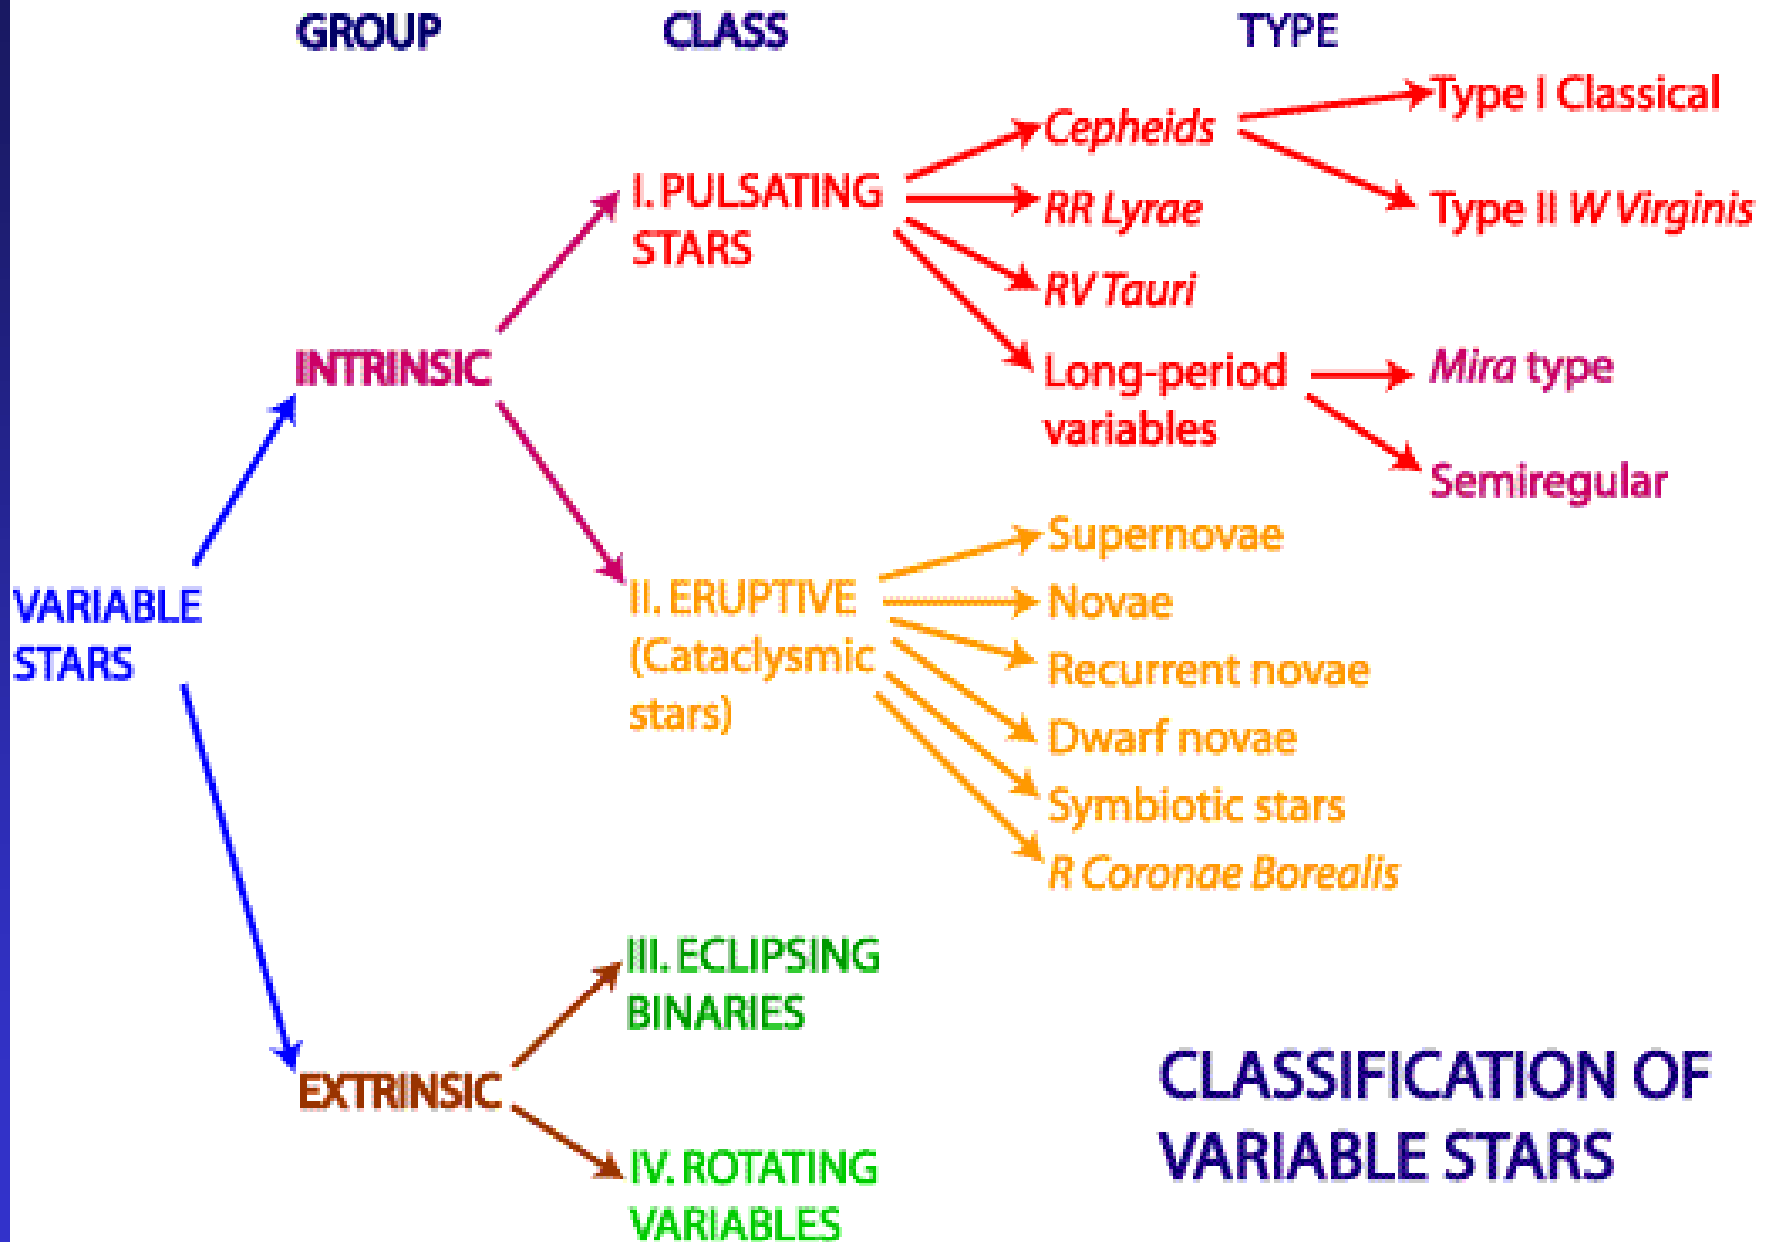 GROUP CLASS TYPE
Type I Classical
Cepheids
I. PULSATING
STARS
RR Lyrae
Type II W Virginis
RV Tauri
INTRINSIC
Long-period
variables
Mira type
Semiregular
Supernovae
VARIABLE
STARS
II. ERUPTIVE
(Cataclysmic
stars)
Novae
Recurrent novae
Dwarf novae
Symbiotic stars
R Coronae Borealis
III. ECLIPSING
BINARIES
EXTRINSIC
IV. ROTATING
VARIABLES
CLASSIFICATION OF
VARIABLE STARS